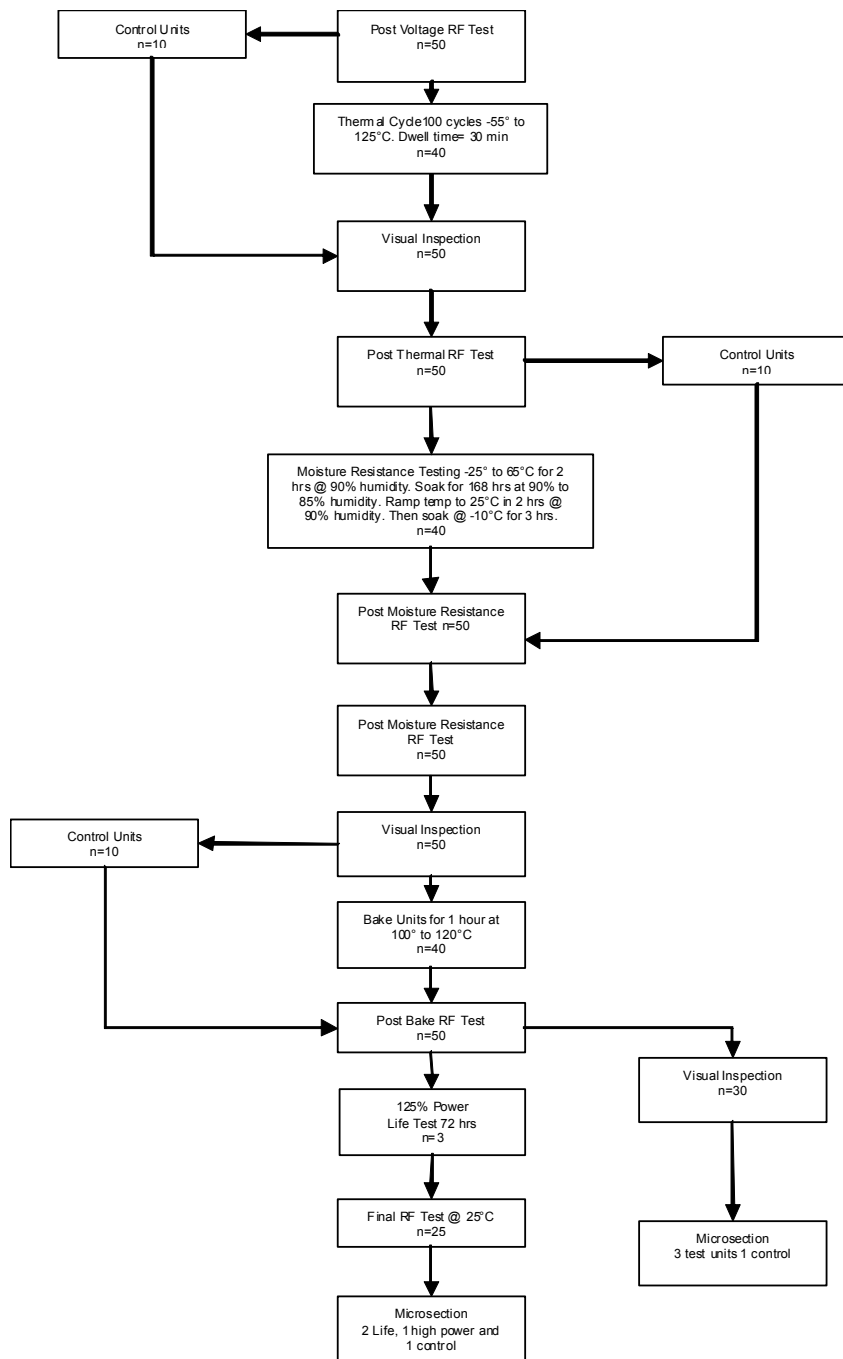 Control Units
n=10
Post Voltage RF Test
n=50
Thermal Cycle100 cycles -55° to
125°C. Dwell time= 30 min
n=40
Visual Inspection
n=50
Post Thermal RF Test
n=50
Control Units
n=10
Moisture Resistance Testing -25° to 65°C for 2
hrs @ 90% humidity. Soak for 168 hrs at 90% to
85% humidity. Ramp temp to 25°C in 2 hrs @
90% humidity. Then soak @ -10°C for 3 hrs.
n=40
Post Moisture Resistance
RF Test n=50
Post Moisture Resistance
RF Test
n=50
Control Units
n=10
Visual Inspection
n=50
Bake Units for 1 hour at
100° to 120°C
n=40
Post Bake RF Test
n=50
Visual Inspection
n=30
125% Power
Life Test 72 hrs
n=3
Final RF Test @ 25°C
n=25
Microsection
3 test units 1 control
Microsection
2 Life, 1 high power and
1 control